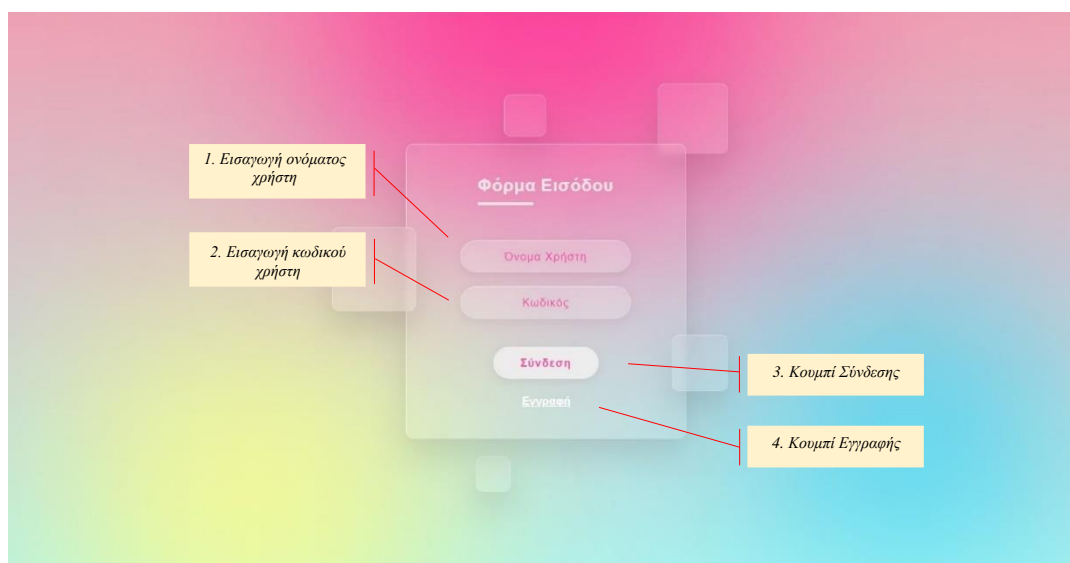 1. Εισαγωγή ονόματος
χρήστη
Φόρμα Εισόδου
2. Εισαγωγή κωδικού
χρήστη
Όνομα Χρήστη
Κωδικός
Σύνδεση
3. Κουμπί Σύνδεσης
Εγγραφή
4. Κουμπί Εγγραφής